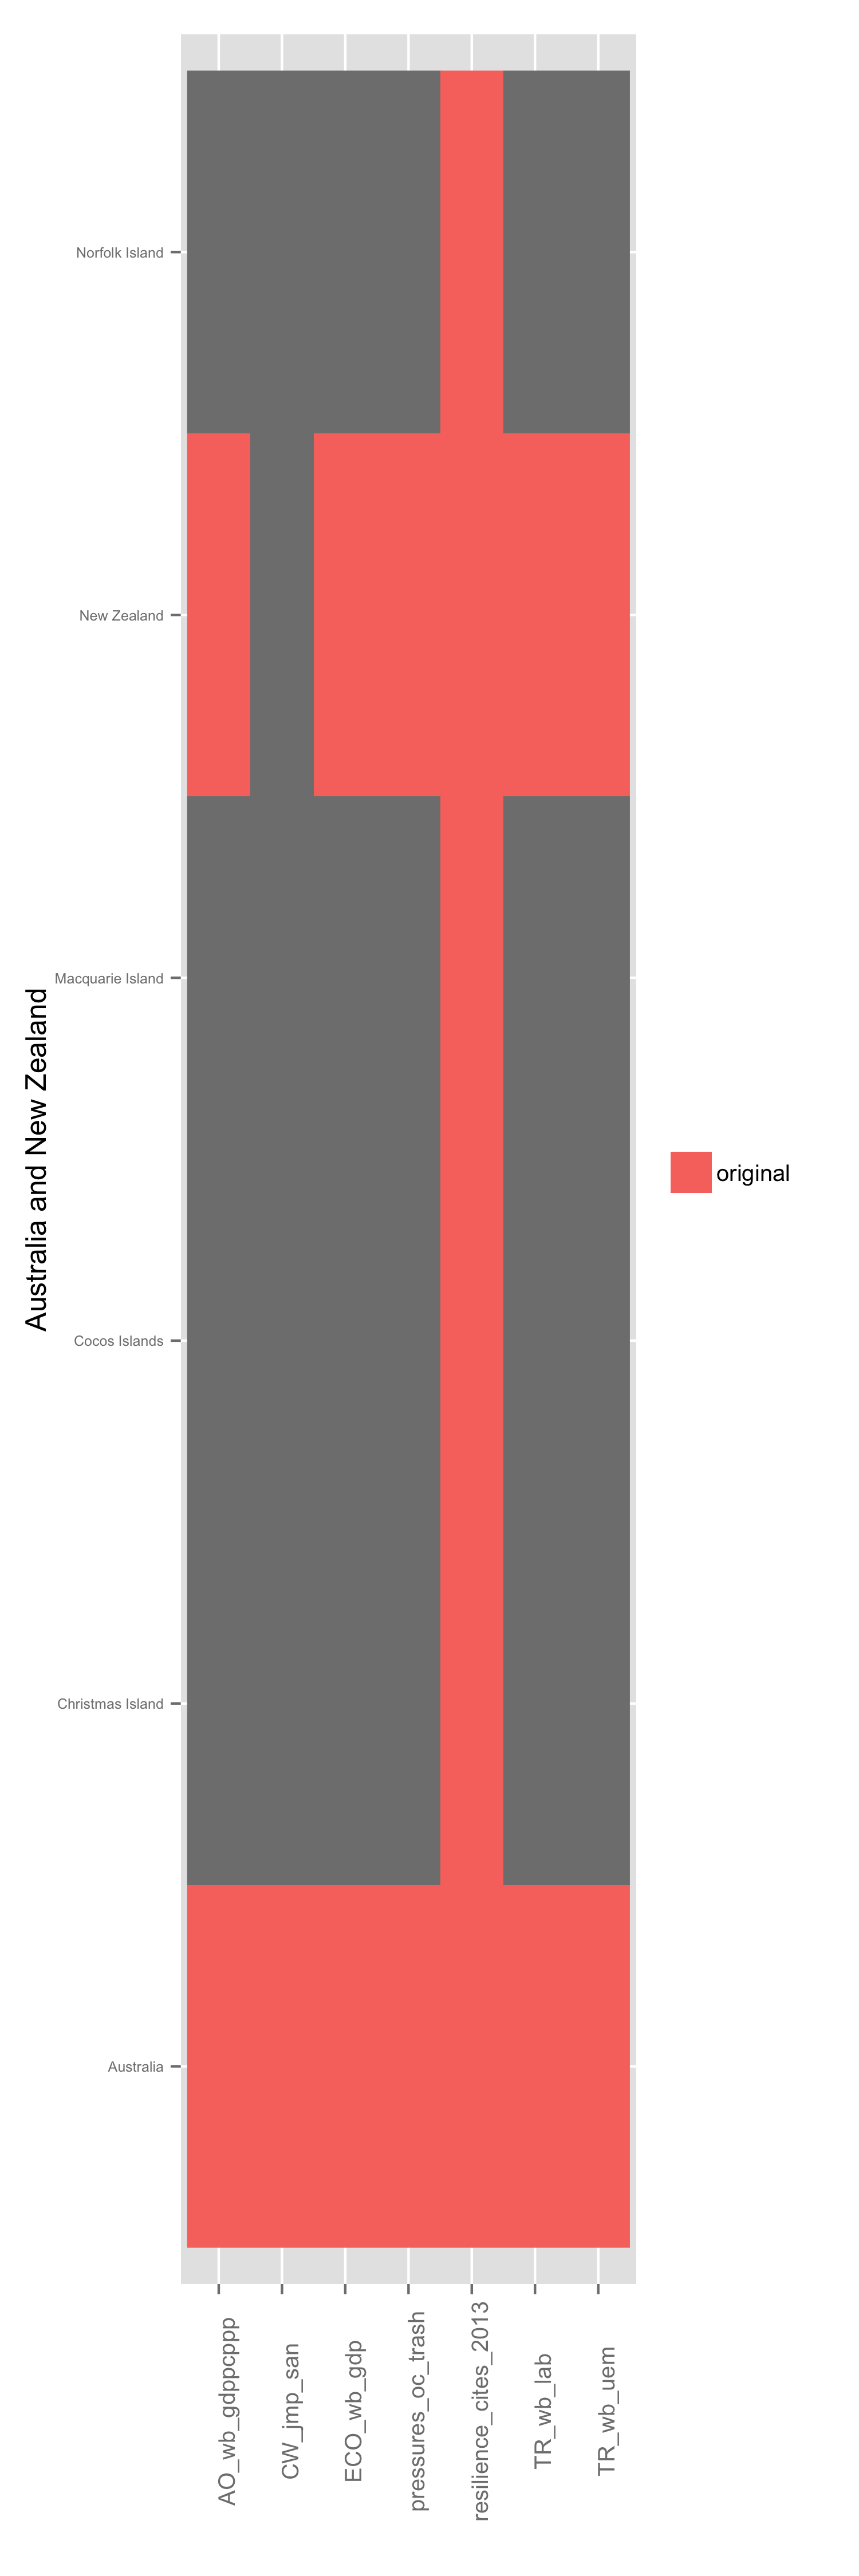 Norfolk Island
New Zealand
Macquarie Island
Cocos Islands
Christmas Island
Australia
Australia and New Zealand
original
AO_wb_gdppcppp
CW_jmp_san
ECO_wb_gdp
pressures_oc_trash
resilience_cites_2013
TR_wb_lab
TR_wb_uem